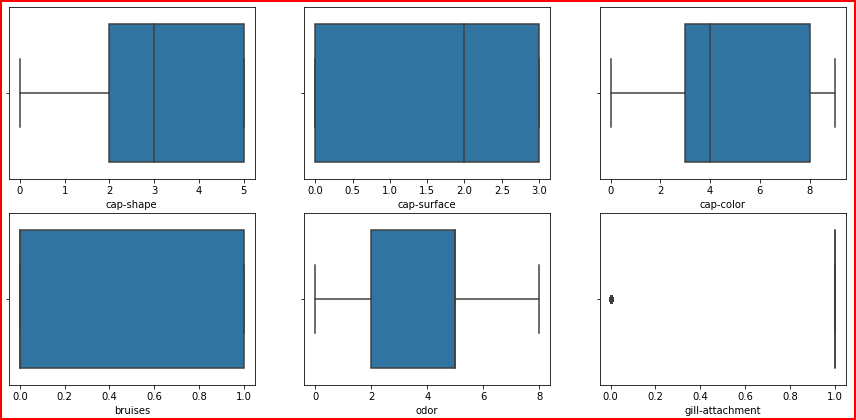 0 1 2 3 4 5
cap-shape
0.0 0.5 1.0 1.5 2.0 2.5 3.0
cap-surface
0 2 4 6 8
cap-color
0.0 0.2 0.4 0.6 0.8 1.0
bruises
0 2 4 6 8
odor
0.0 0.2 0.4 0.6 0.8 1.0
gill-attachment